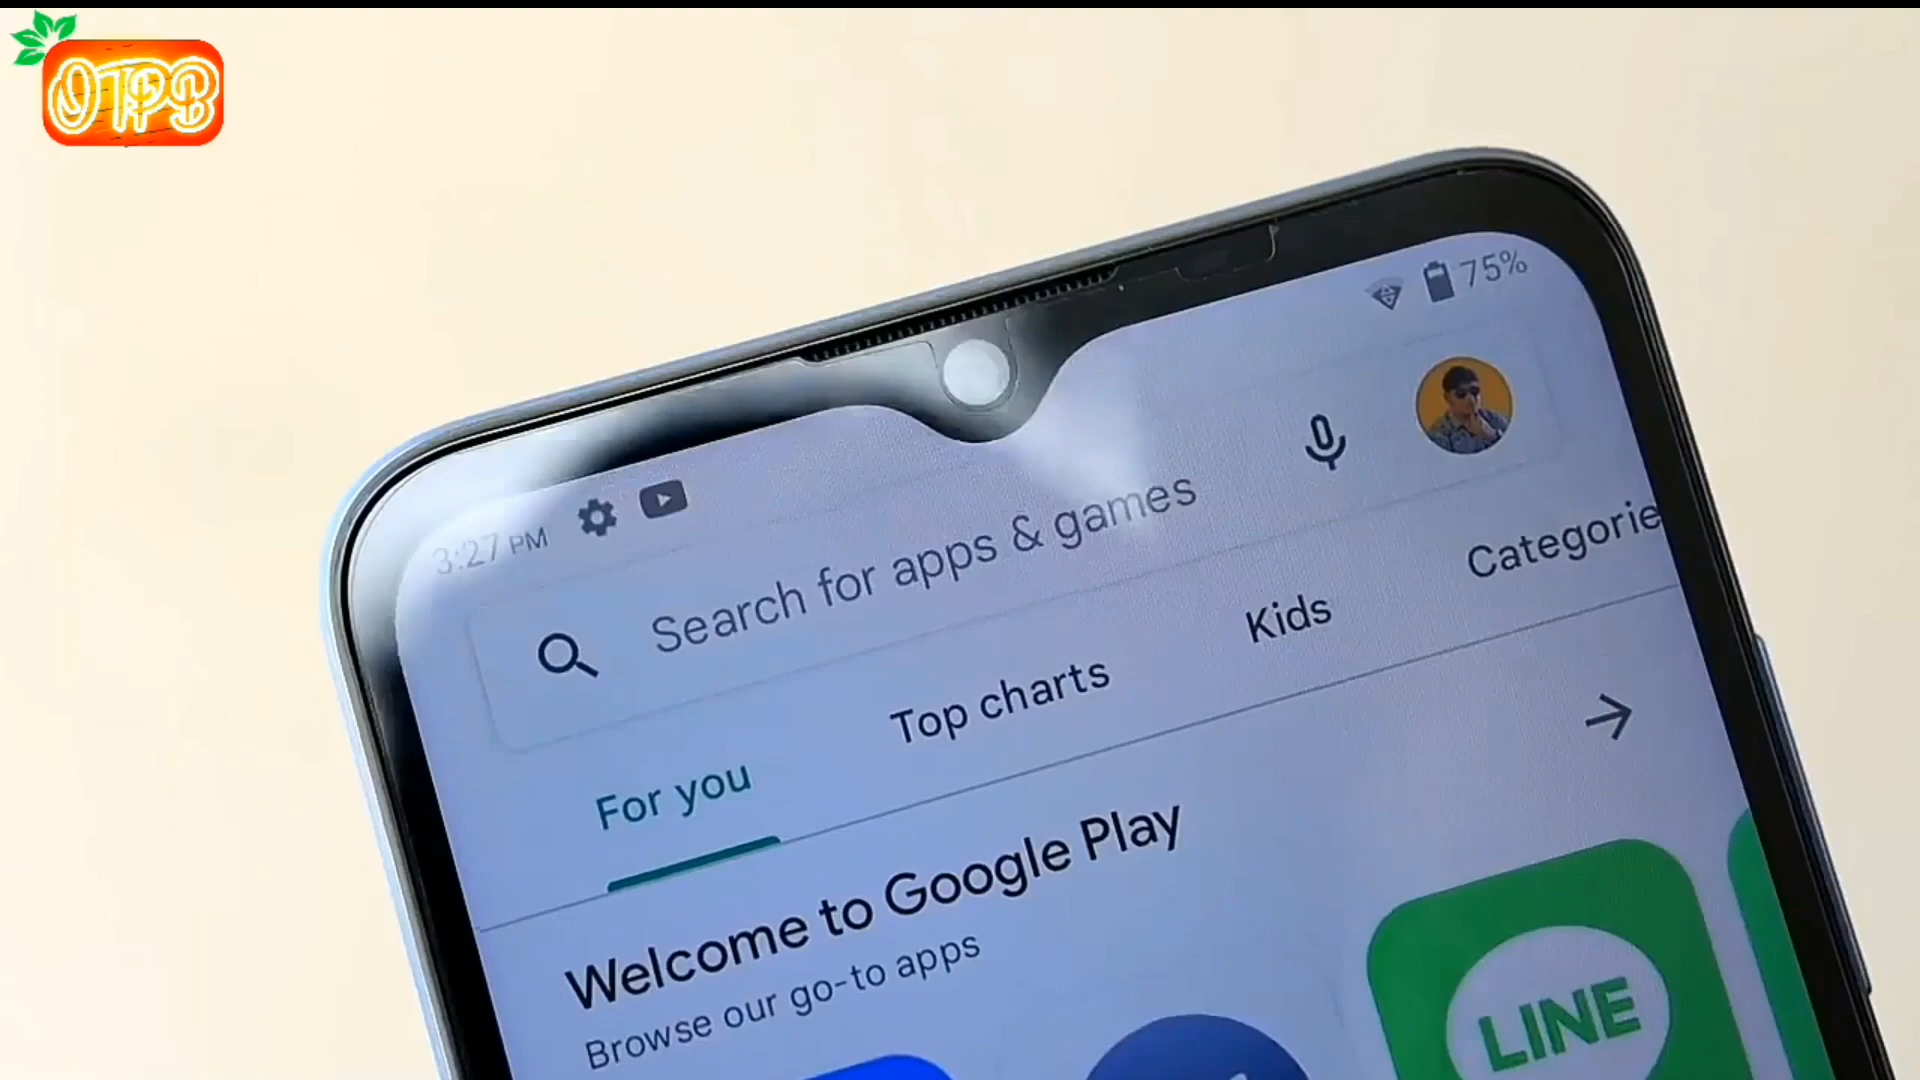 OTPB
3:27 PM
75%
Search for apps & games
For you
Top charts
Kids
Categorie
Welcome to Google Play
Browse our go-to apps
LINE